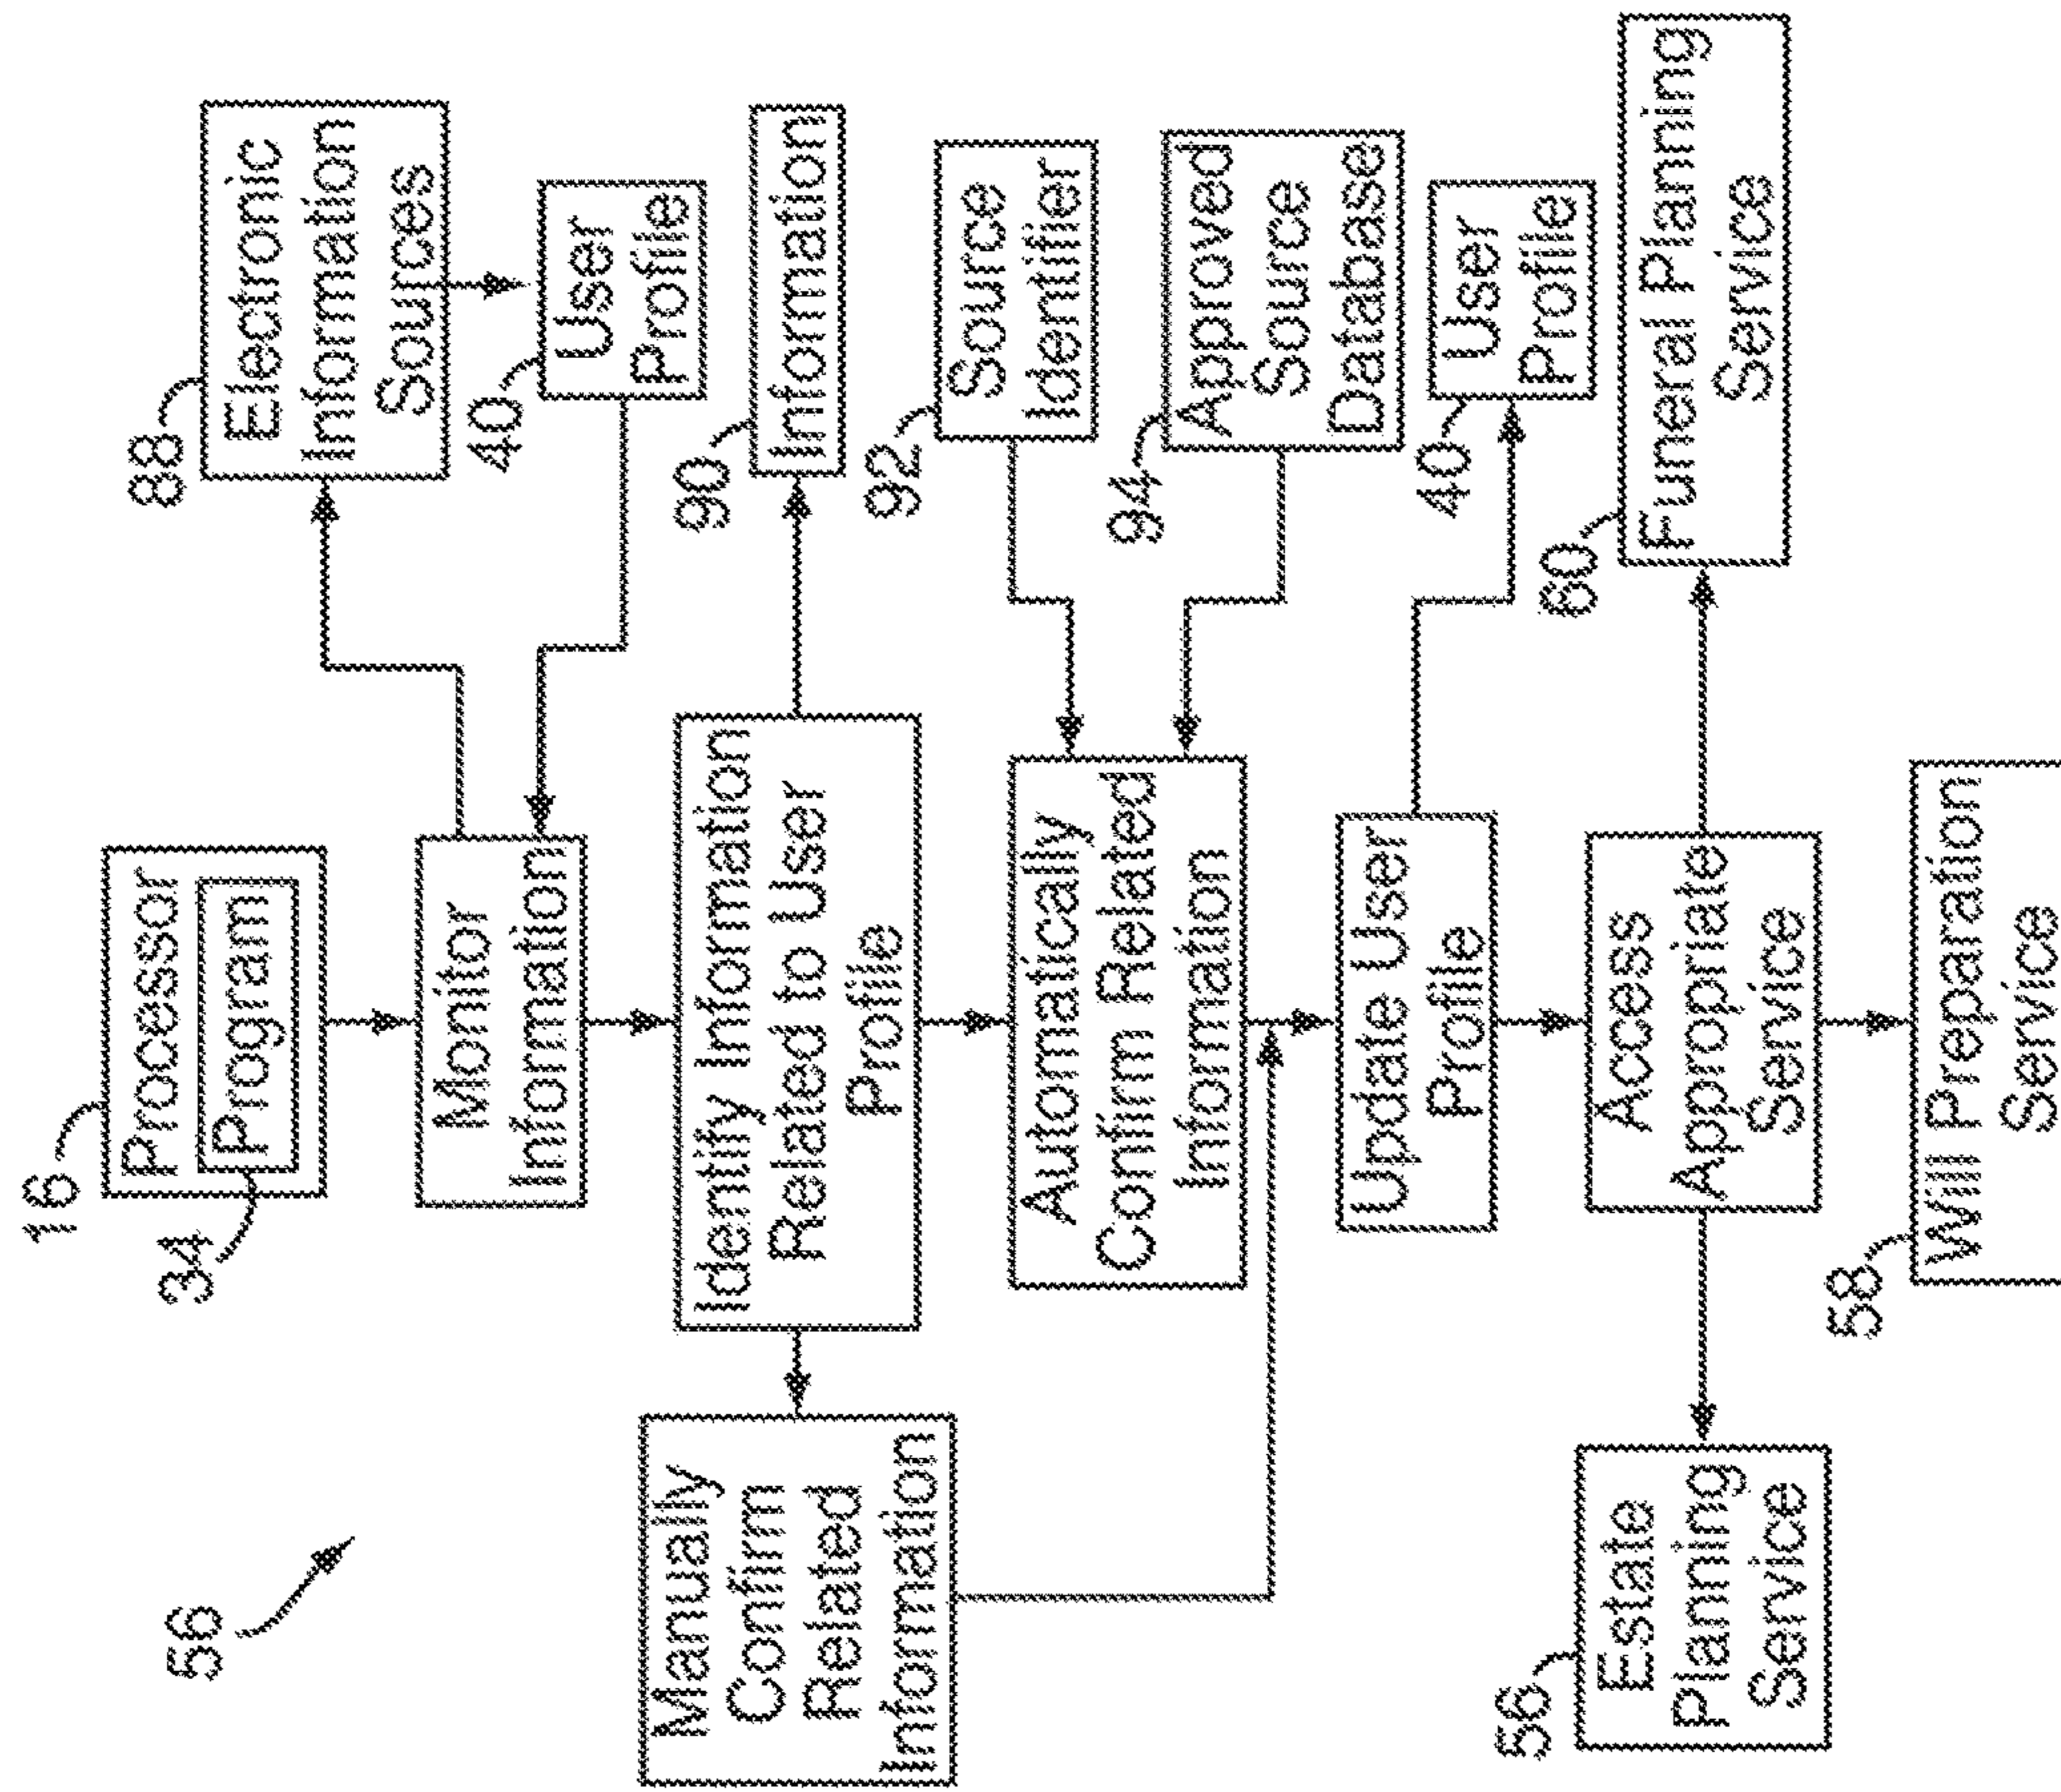 56
16
Processor
34
Program
Monitor
Information
88
Electronic
Information
Sources
40
User
Profile
Identify Information
Related to User
Profile
90
Information
Manually
Confirm
Related
Information
Automatically
Confirm Related
Information
92
Source
Identifier
94
Approved
Source
Database
Update User
Profile
40
User
Profile
Access
Appropriate
Service
60
Funeral Planning
Service
56
Estate
Planning
Service
58
Will Preparation
Service